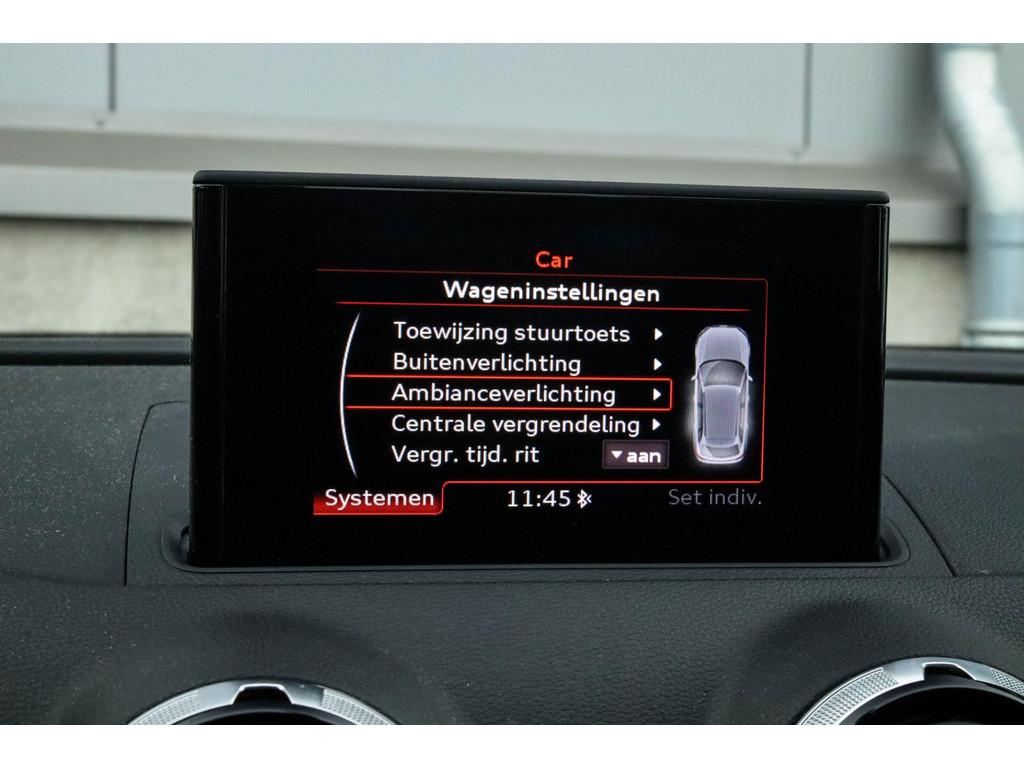 Car
Wageninstellingen
Toewijzing stuurtoets
Buitenverlichting
Ambianceverlichting
Centrale vergrendeling
Vergr. tijd. rit aan
Systemen 11:45 Set indiv.